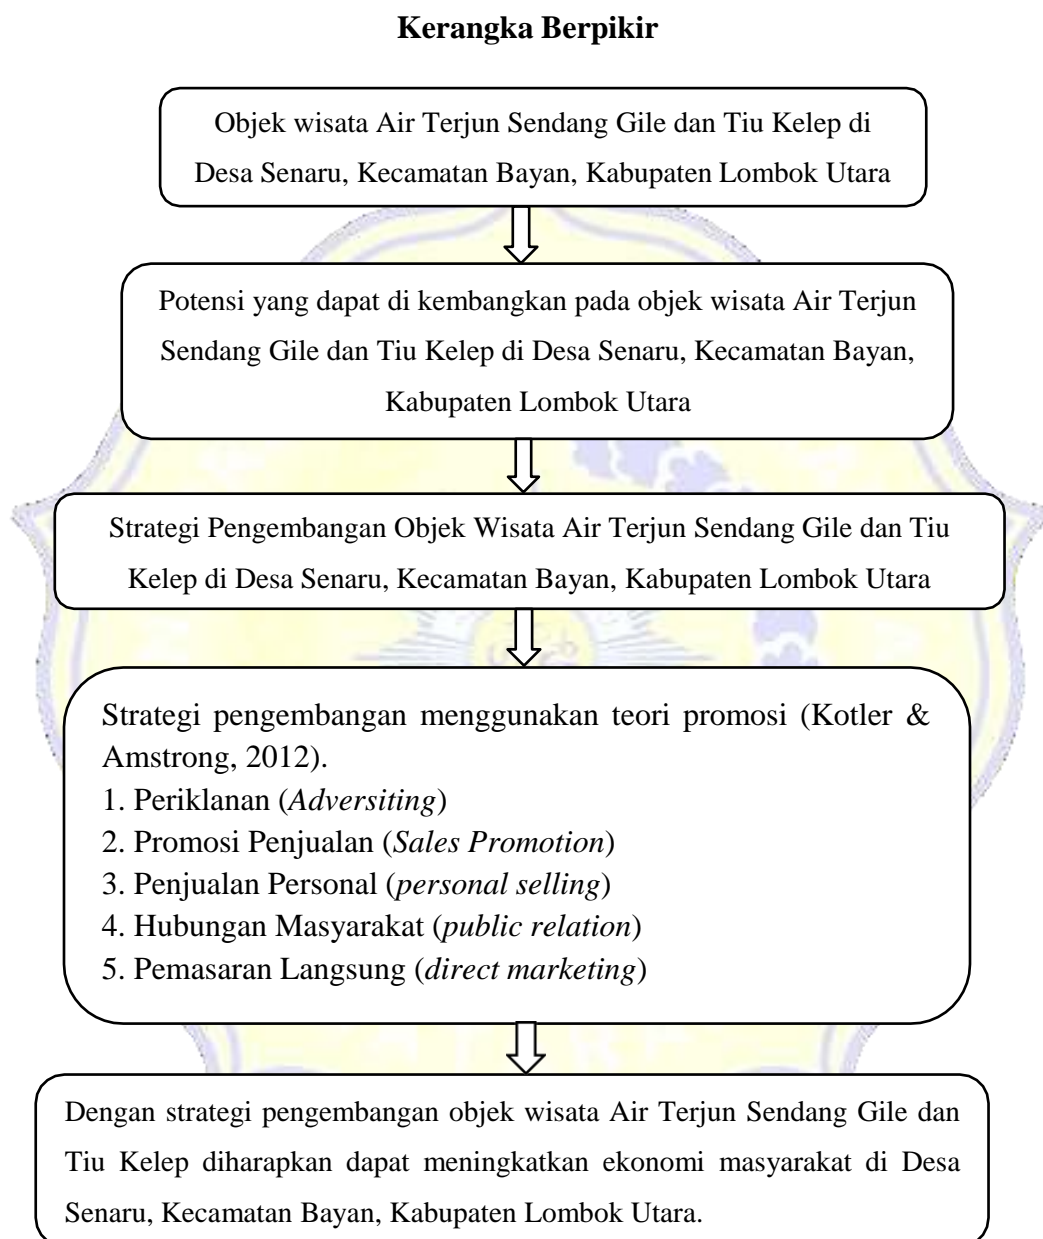 Kerangka Berpikir
Objek wisata Air Terjun Sendang Gile dan Tiu Kelep di
Desa Senaru, Kecamatan Bayan, Kabupaten Lombok Utara
Potensi yang dapat di kembangkan pada objek wisata Air Terjun
Sendang Gile dan Tiu Kelep di Desa Senaru, Kecamatan Bayan,
Kabupaten Lombok Utara
Strategi Pengembangan Objek Wisata Air Terjun Sendang Gile dan Tiu
Kelep di Desa Senaru, Kecamatan Bayan, Kabupaten Lombok Utara
Strategi pengembangan menggunakan teori promosi (Kotler &
Amstrong, 2012).
1. Periklanan (Adversiting)
2. Promosi Penjualan (Sales Promotion)
3. Penjualan Personal (personal selling)
4. Hubungan Masyarakat (public relation)
5. Pemasaran Langsung (direct marketing)
Dengan strategi pengembangan objek wisata Air Terjun Sendang Gile dan
Tiu Kelep diharapkan dapat meningkatkan ekonomi masyarakat di Desa
Senaru, Kecamatan Bayan, Kabupaten Lombok Utara.